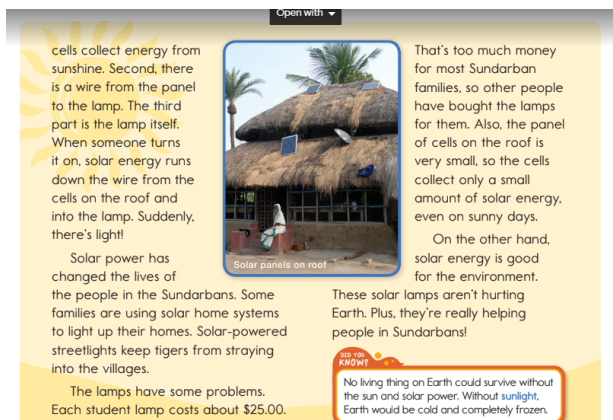 Open with
cells collect energy from
sunshine. Second, there
is a wire from the panel
to the lamp. The third
part is the lamp itself.
When someone turns
it on, solar energy runs
down the wire from the
cells on the roof and
into the lamp. Suddenly,
there's light!
Solar power has
changed the lives of
the people in the Sundarbans. Some
families are using solar home systems
to light up their homes. Solar-powered
streetlights keep tigers from straying
into the villages.
The lamps have some problems.
Each student lamp costs about $25.00.
Solar panels on roof
That's too much money
for most Sundarban
families, so other people
have bought the lamps
for them. Also, the panel
of cells on the roof is
very small, so the cells
collect only a small
amount of solar energy,
even on sunny days.
On the other hand,
solar energy is good
for the environment.
These solar lamps aren't hurting
Earth. Plus, they're really helping
people in Sundarbans!
DID YOU
KNOW?
No living thing on Earth could survive without
the sun and solar power. Without sunlight,
Earth would be cold and completely frozen